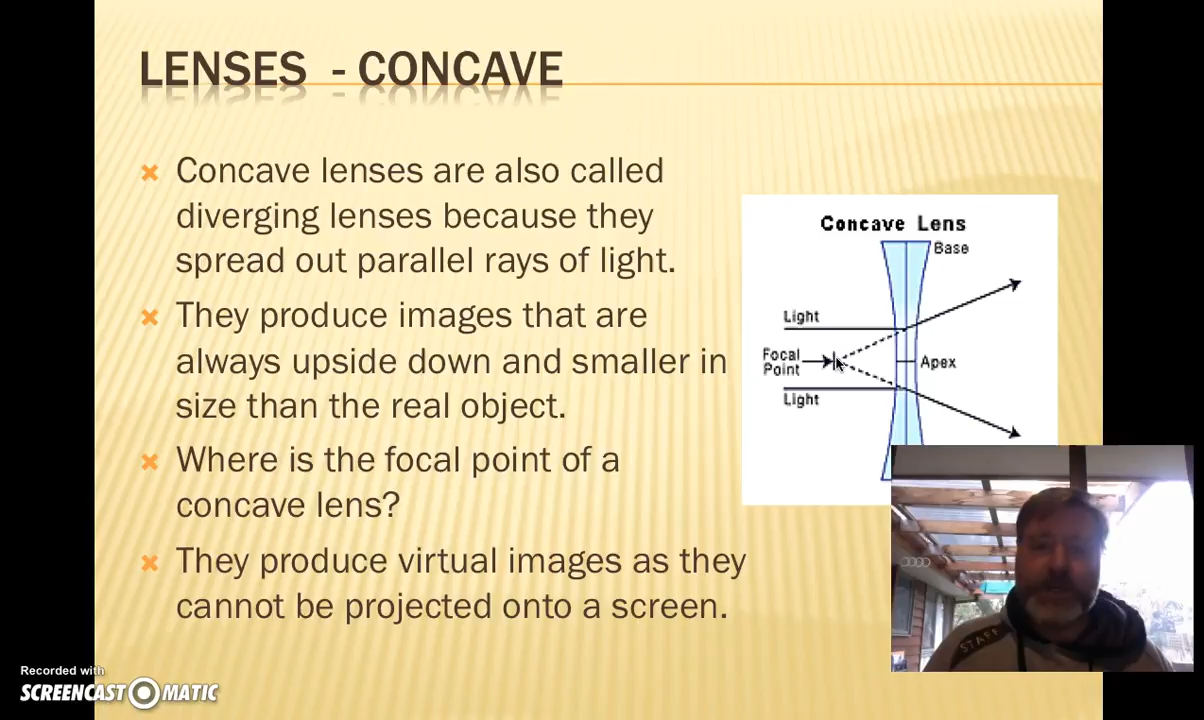 LENSES - CONCAVE
Concave lenses are also called
diverging lenses because they
spread out parallel rays of light.
They produce images that are
always upside down and smaller in
size than the real object.
Where is the focal point of a
concave lens?
They produce virtual images as they
cannot be projected onto a screen.
Concave Lens
Base
Light
Focal
Point
Apex
Light
STAFF
Recorded with
SCREENCAST MATIC